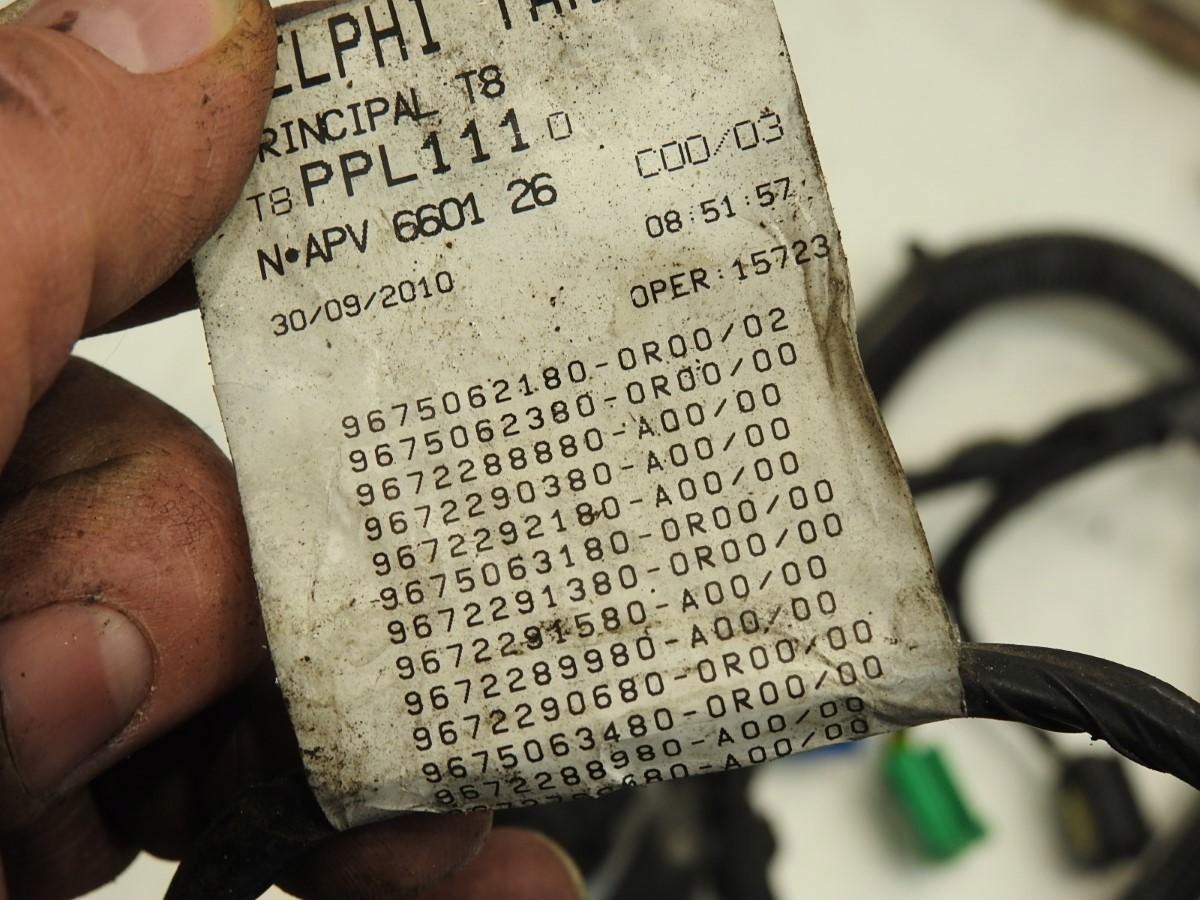 ELPHI TAN
RINCIPAL T8
T8 PPL111 0
C00/03
N•APV 6601 26
08:51:57
30/09/2010
OPER:15723
9675062180-0R00/02
9675062380-0R00/00
9672288880-A00/00
9672290380-A00/00
9672292180-A00/00
9675063180-0R00/00
9672291380-0R00/00
9672291580-A00/00
9672289980-A00/00
9672290680-0R00/00
9675063480-0R00/00
9672288980-A00/00